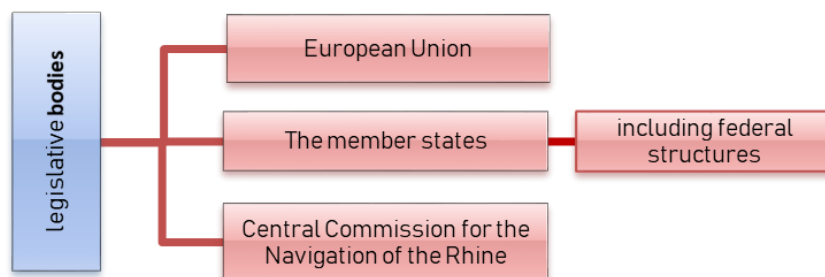 legislative bodies
European Union
The member states
including federal
structures
Central Commission for the
Navigation of the Rhine